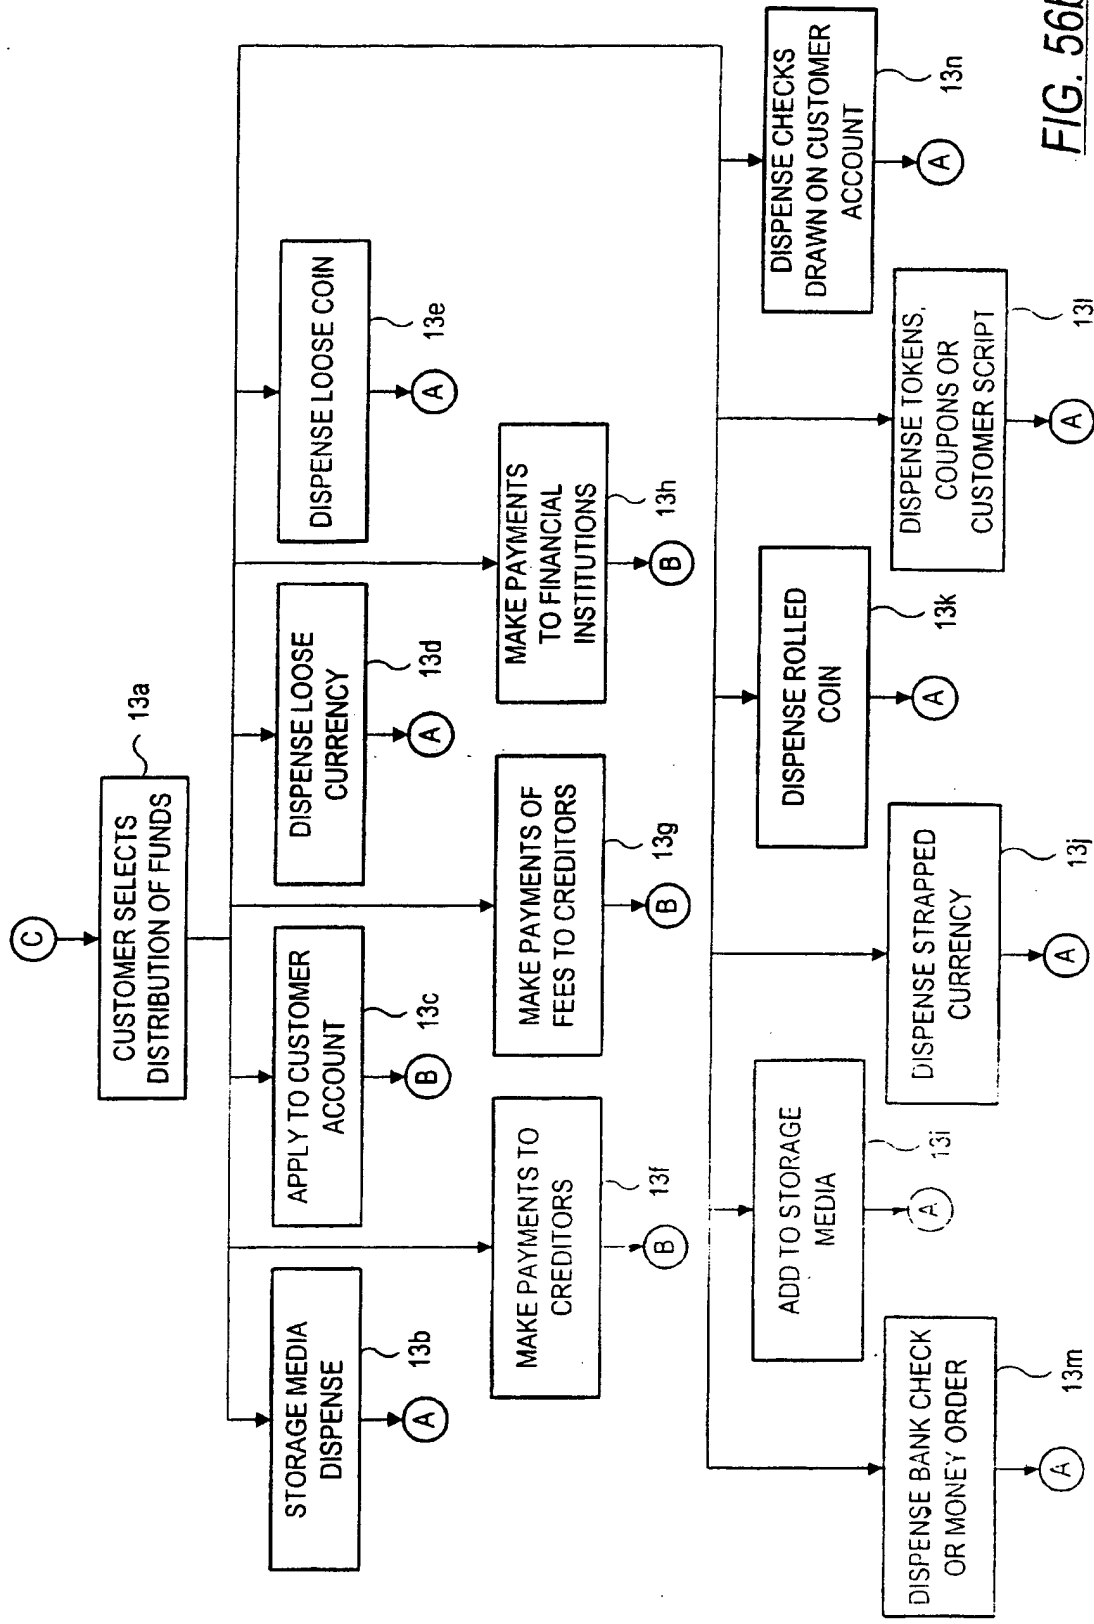 C
CUSTOMER SELECTS
DISTRIBUTION OF FUNDS
13a
STORAGE MEDIA
DISPENSE
13b
A
APPLY TO CUSTOMER
ACCOUNT
13c
B
DISPENSE LOOSE
CURRENCY
13d
A
DISPENSE LOOSE COIN
13e
A
MAKE PAYMENTS TO
CREDITORS
13f
B
MAKE PAYMENTS OF
FEES TO CREDITORS
13g
B
MAKE PAYMENTS
TO FINANCIAL
INSTITUTIONS
13h
B
ADD TO STORAGE
MEDIA
13i
A
DISPENSE ROLLED
COIN
13k
A
DISPENSE CHECKS
DRAWN ON CUSTOMER
ACCOUNT
13n
A
DISPENSE BANK CHECK
OR MONEY ORDER
13m
A
DISPENSE STRAPPED
CURRENCY
13j
A
DISPENSE TOKENS,
COUPONS OR
CUSTOMER SCRIPT
13l
A
FIG. 56b